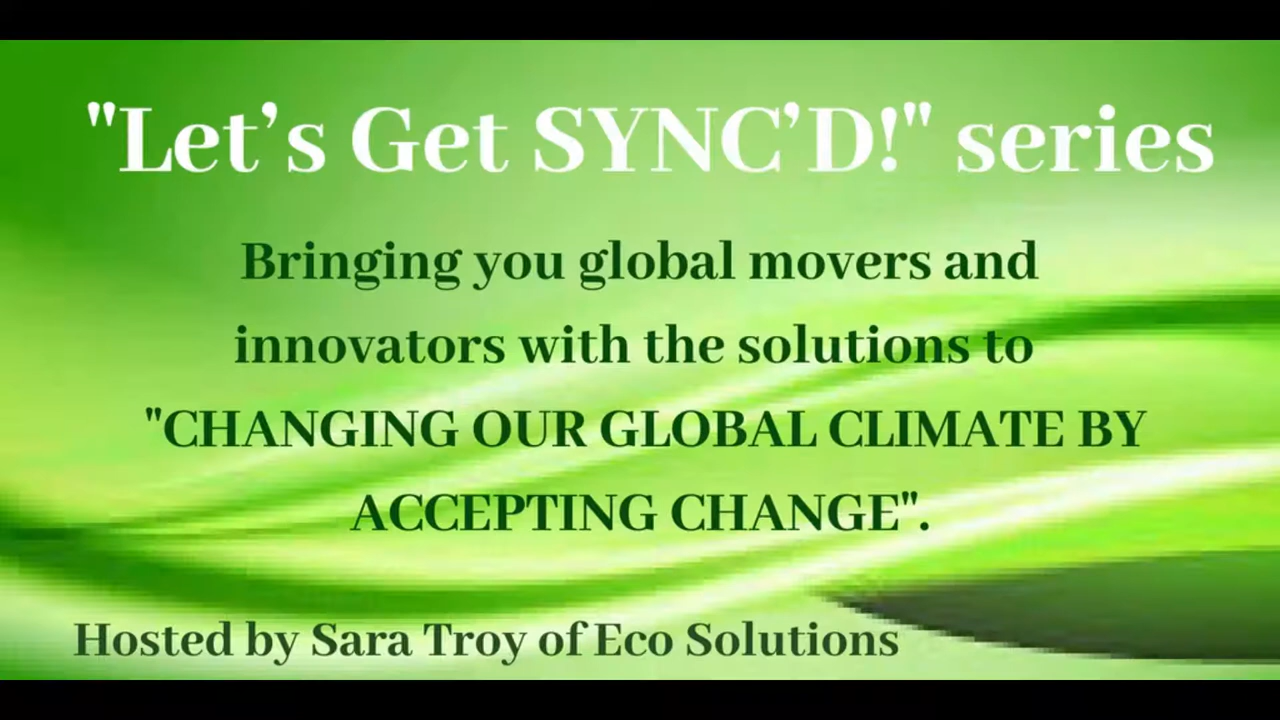 "Let’s Get SYNC’D!" series
Bringing you global movers and
innovators with the solutions to
"CHANGING OUR GLOBAL CLIMATE BY
ACCEPTING CHANGE".
Hosted by Sara Troy of Eco Solutions